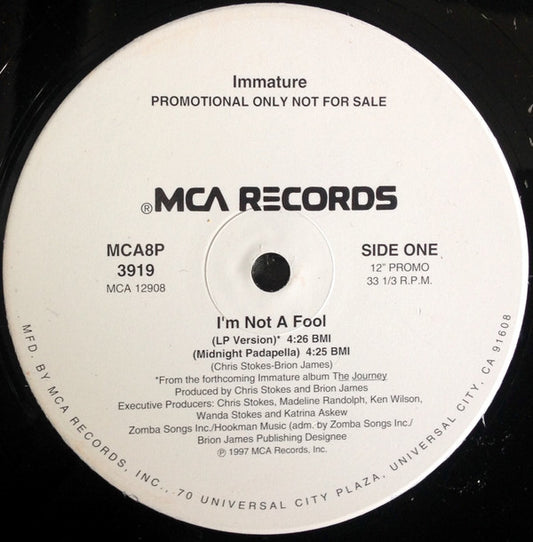 Immature
PROMOTIONAL ONLY NOT FOR SALE
®MCA RECORDS
MCA8P
3919
MCA 12908
SIDE ONE
12" PROMO
33 1/3 R.P.M.
I'm Not A Fool
(LP Version)* 4:26 BMI
(Midnight Padapella) 4:25 BMI
(Chris Stokes-Brian James)
*From the forthcoming Immature album The Journey
Produced by Chris Stokes and Brian James
Executive Producers: Chris Stokes, Madeline Randolph, Ken Wilson,
Wanda Stokes and Katrina Askew
Zomba Songs Inc./Hookman Music (adm. by Zomba Songs Inc./
Brian James Publishing Designee
℗ 1997 MCA Records, Inc.
MFD. BY MCA RECORDS, INC., 70 UNIVERSAL CITY PLAZA, UNIVERSAL CITY, CA 91608